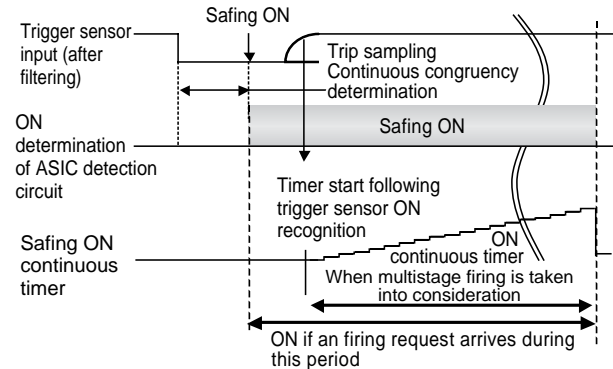 Safing ON
Trigger sensor
input (after
filtering)
Trip sampling
Continuous congruency
determination
ON
determination
of ASIC detection
circuit
Safing ON
Timer start following
trigger sensor ON
recognition
Safing ON
continuous
timer
ON
continuous timer
When multistage firing is taken
into consideration
ON if an firing request arrives during
this period